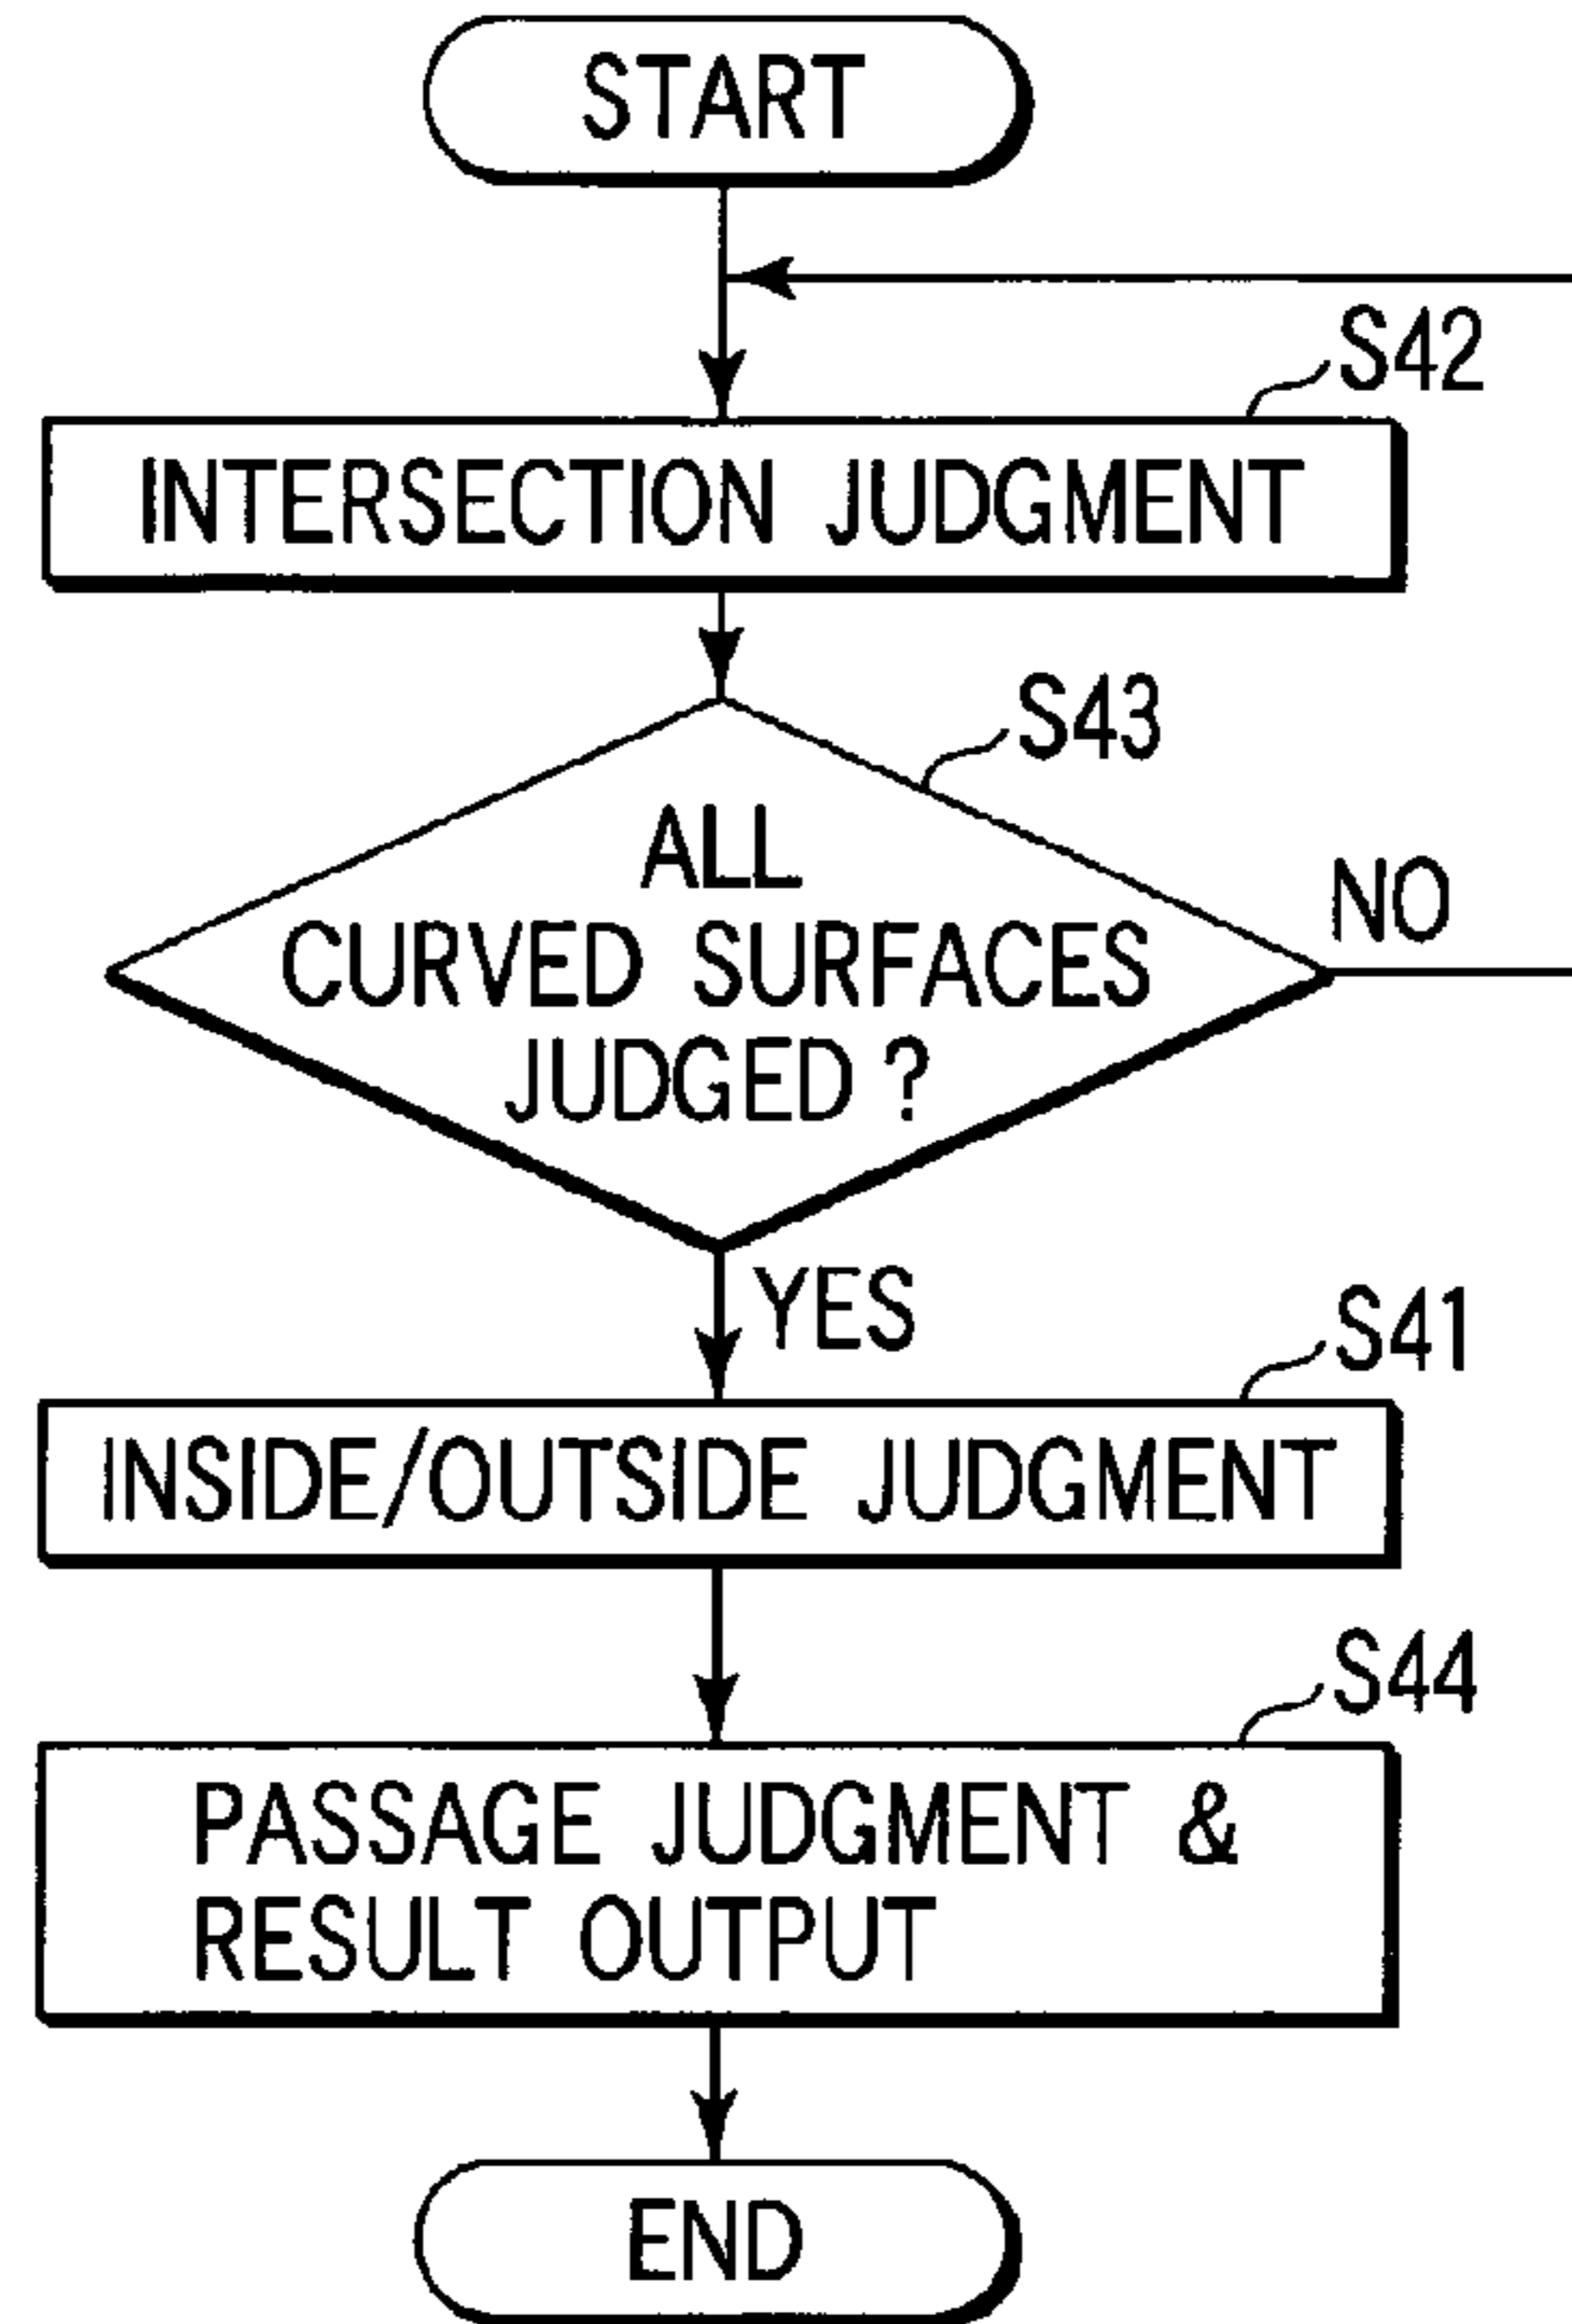 START
S42
INTERSECTION JUDGMENT
S43
ALL
CURVED SURFACES
JUDGED ?
NO
YES
S41
INSIDE/OUTSIDE JUDGMENT
S44
PASSAGE JUDGMENT &
RESULT OUTPUT
END